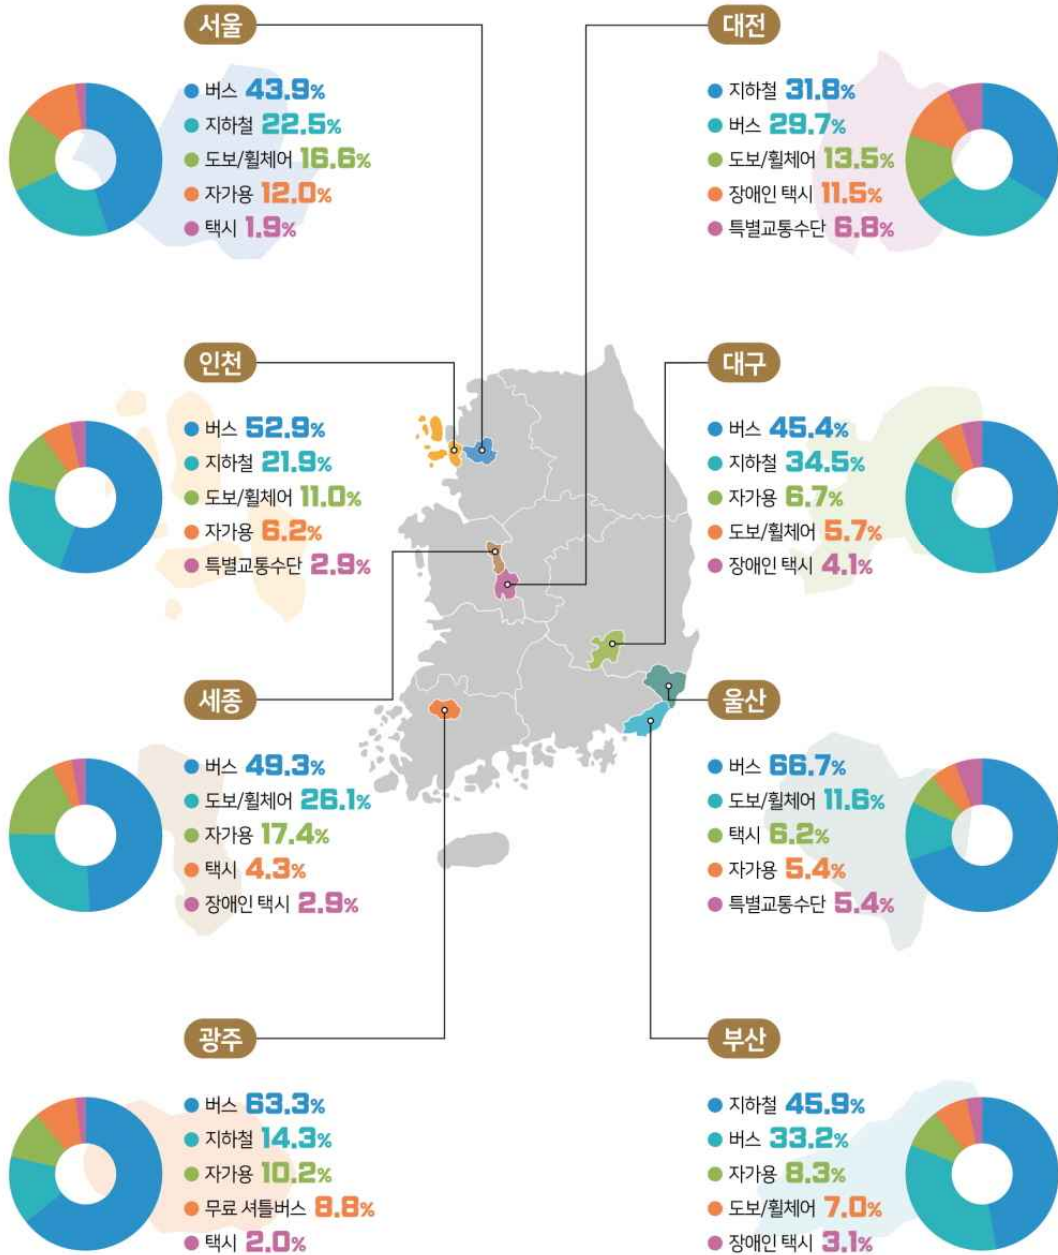 서울
버스 43.9%
지하철 22.5%
도보/휠체어 16.6%
자가용 12.0%
택시 1.9%
대전
지하철 31.8%
버스 29.7%
도보/휠체어 13.5%
장애인 택시 11.5%
특별교통수단 6.8%
인천
버스 52.9%
지하철 21.9%
도보/휠체어 11.0%
자가용 6.2%
특별교통수단 2.9%
대구
버스 45.4%
지하철 34.5%
자가용 6.7%
도보/휠체어 5.7%
장애인 택시 4.1%
세종
버스 49.3%
도보/휠체어 26.1%
자가용 17.4%
택시 4.3%
장애인 택시 2.9%
울산
버스 66.7%
도보/휠체어 11.6%
택시 6.2%
자가용 5.4%
특별교통수단 5.4%
광주
버스 63.3%
지하철 14.3%
자가용 10.2%
무료 셔틀버스 8.8%
택시 2.0%
부산
지하철 45.9%
버스 33.2%
자가용 8.3%
도보/휠체어 7.0%
장애인 택시 3.1%